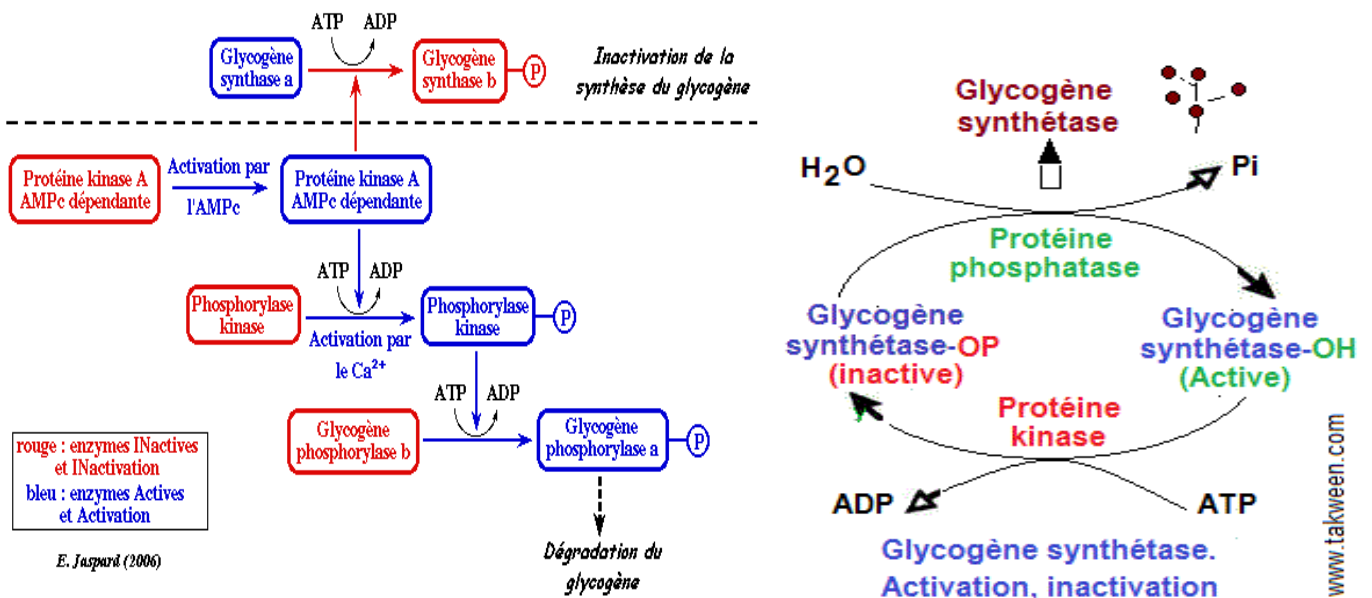 ATP ADP
Glycogène
synthase a
Glycogène
synthase b
P
Inactivation de la
synthèse du glycogène
Protéine kinase A
AMPc dépendante
Activation par
l'AMPc
Protéine kinase A
AMPc dépendante
ATP ADP
Phosphorylase
kinase
Activation par
le Ca²⁺
Phosphorylase
kinase
P
ATP ADP
Glycogène
phosphorylase b
Glycogène
phosphorylase a
P
Dégradation du
glycogène
rouge : enzymes INactives
et INactivation
bleu : enzymes Actives
et Activation
E. Jaspard (2006)
Glycogène
synthétase
H₂O
Pi
Protéine
phosphatase
Glycogène
synthétase-OP
(inactive)
Glycogène
synthétase-OH
(Active)
Protéine
kinase
ADP
ATP
Glycogène synthétase.
Activation, inactivation
www.takween.com